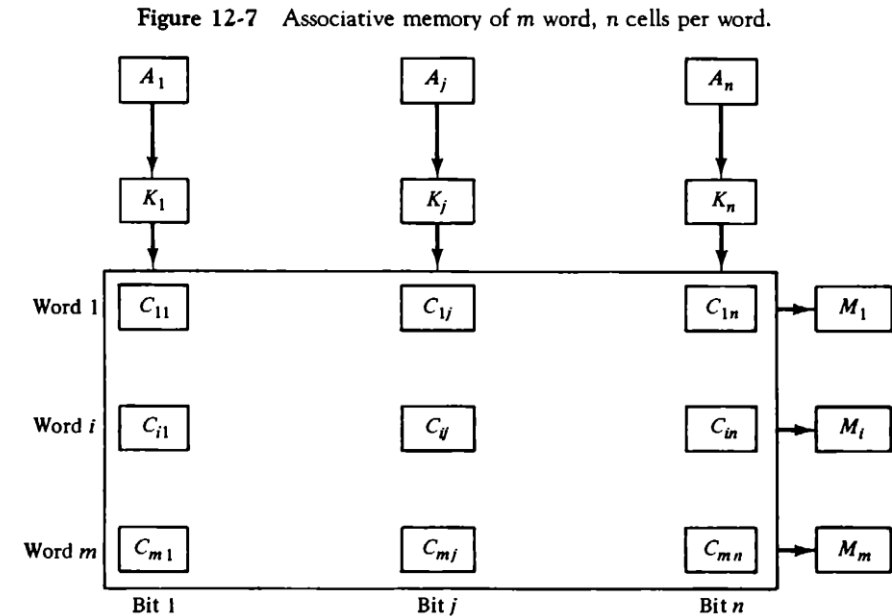 Figure 12-7 Associative memory of m word, n cells per word.
A₁ Aⱼ Aₙ
K₁ Kⱼ Kₙ
Word 1 C₁₁ C₁ⱼ C₁ₙ M₁
Word i Cᵢ₁ Cᵢⱼ Cᵢₙ Mᵢ
Word m Cₘ₁ Cₘⱼ Cₘₙ Mₘ
Bit 1 Bit j Bit n